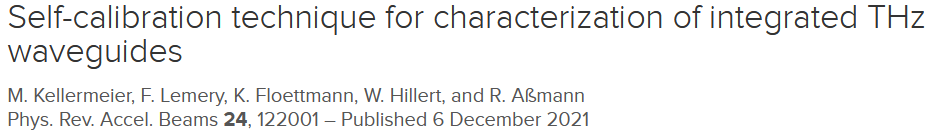 Self-calibration technique for characterization of integrated THz
waveguides
M. Kellermeier, F. Lemery, K. Floettmann, W. Hillert, and R. Aßmann
Phys. Rev. Accel. Beams 24, 122001 – Published 6 December 2021